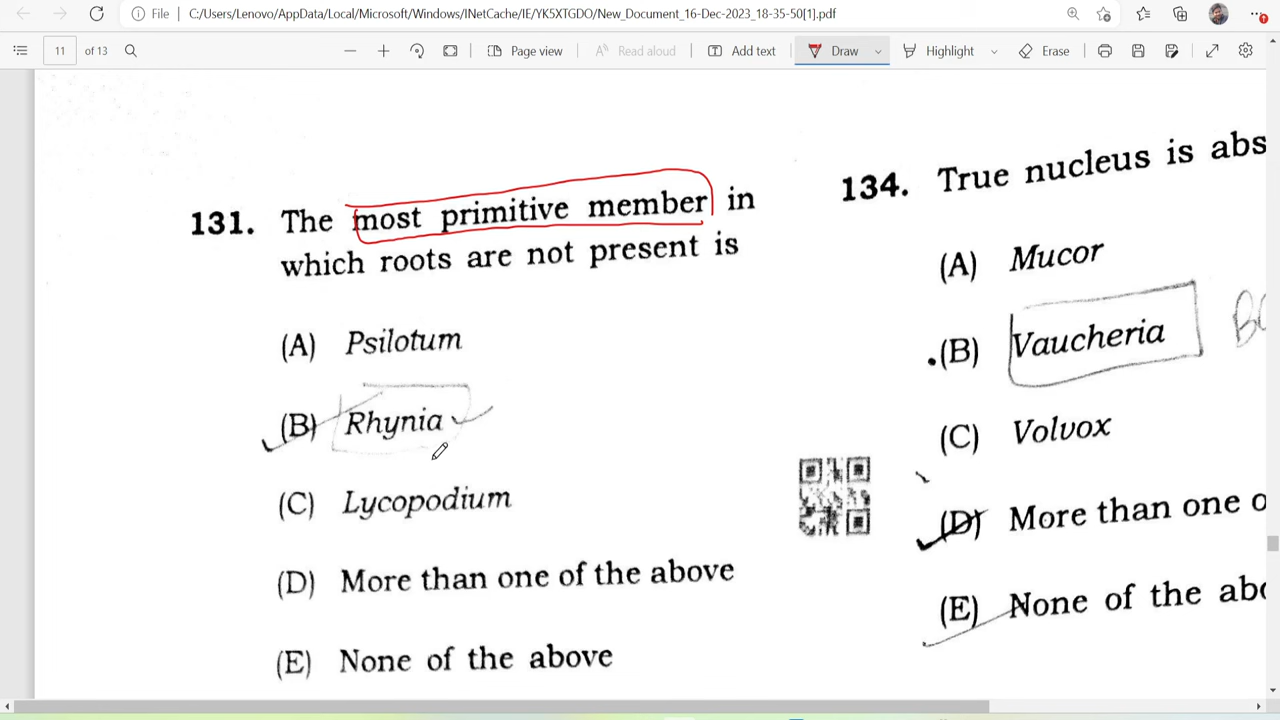 File
C:/Users/Lenovo/AppData/Local/Microsoft/Windows/INetCache/IE/YK5XTGDO/New_Document_16-Dec-2023_18-35-50[1].pdf
11 of 13
Page view
Read aloud
Add text
Draw
Highlight
Erase
131. The most primitive member in
which roots are not present is
(A) Psilotum
(B) Rhynia
(C) Lycopodium
(D) More than one of the above
(E) None of the above
134. True nucleus is abs
(A) Mucor
(B) Vaucheria
(C) Volvox
(D) More than one o
(E) None of the abo